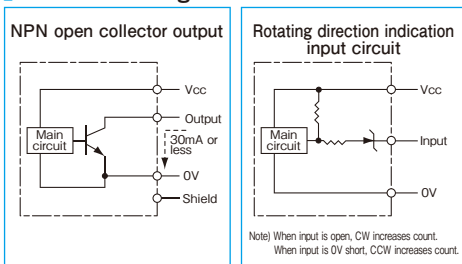 NPN open collector output
Vcc
Output
Main
circuit
30mA or
less
0V
Shield
Rotating direction indication
input circuit
Vcc
Main
circuit
Input
0V
Note) When input is open, CW increases count.
When input is 0V short, CCW increases count.